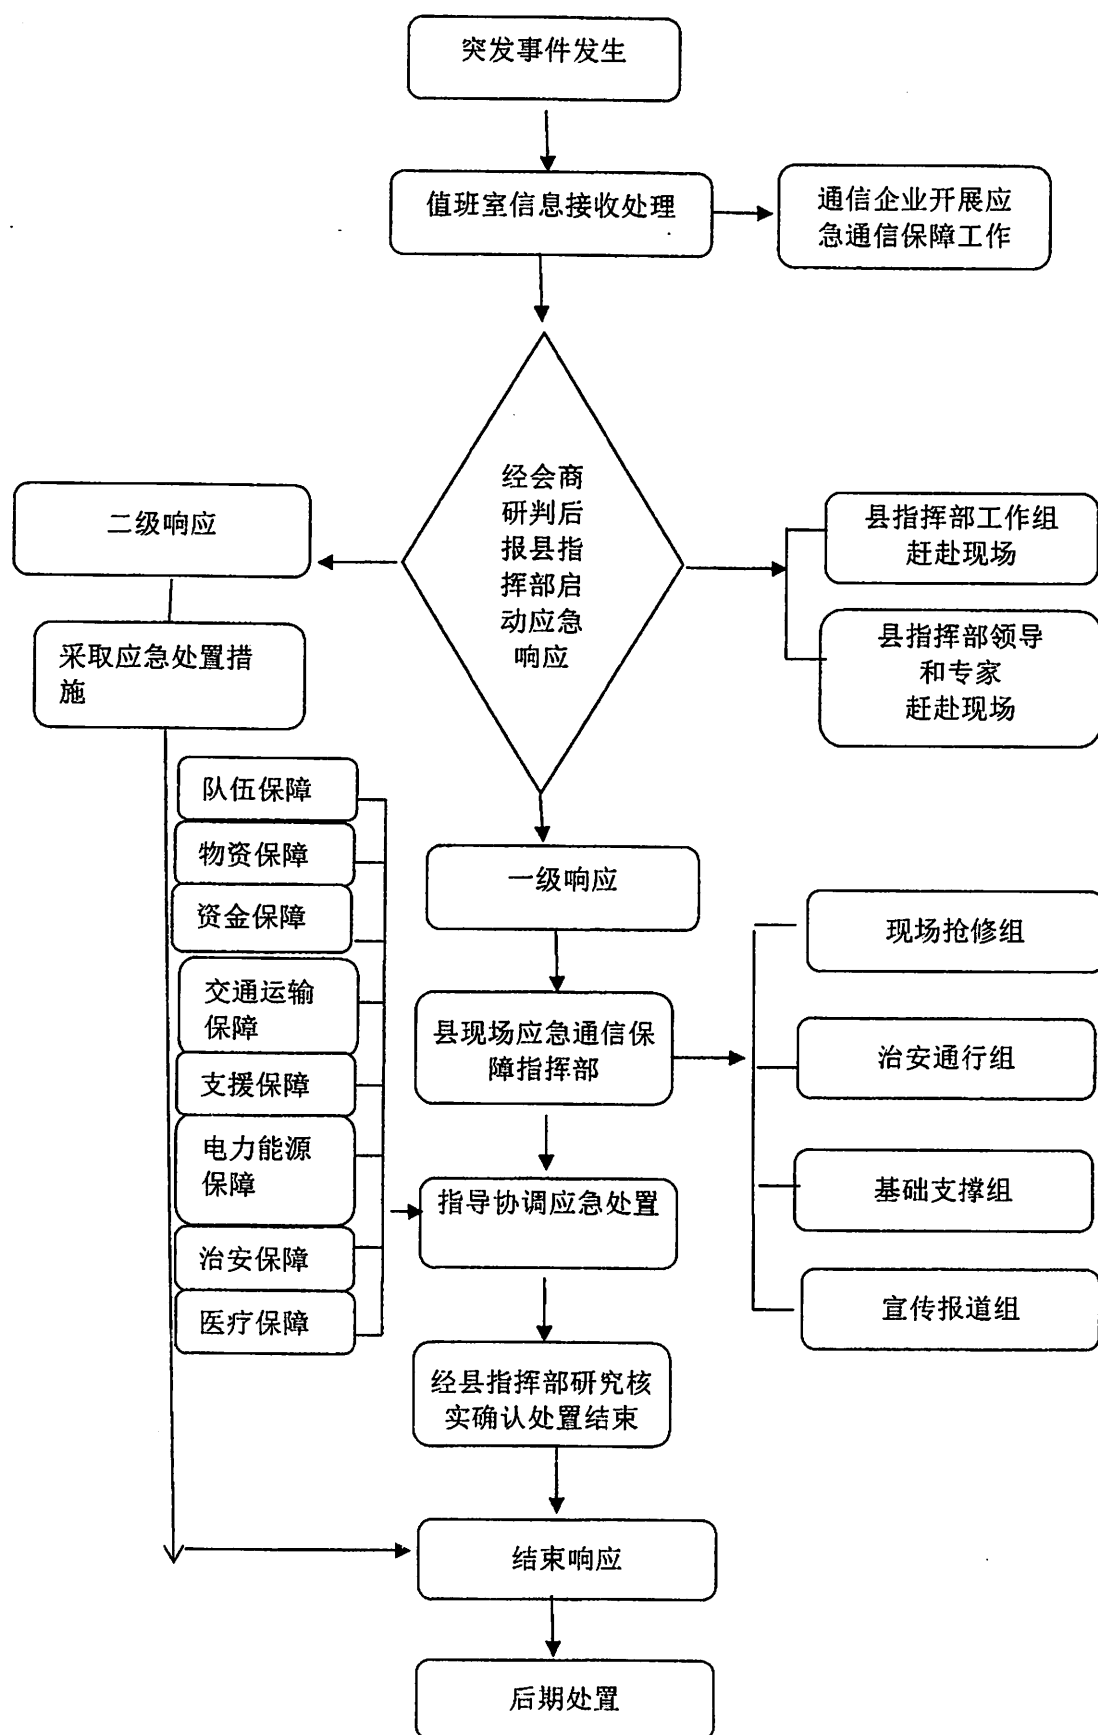 突发事件发生
值班室信息接收处理
通信企业开展应
急通信保障工作
经会商
研判后
报县指
挥部启
动应急
响应
二级响应
采取应急处置措
施
县指挥部工作组
赶赴现场
县指挥部领导
和专家
赶赴现场
队伍保障
物资保障
资金保障
交通运输
保障
支援保障
电力能源
保障
治安保障
医疗保障
一级响应
县现场应急通信保
障指挥部
指导协调应急处置
现场抢修组
治安通行组
基础支撑组
宣传报道组
经县指挥部研究核
实确认处置结束
结束响应
后期处置